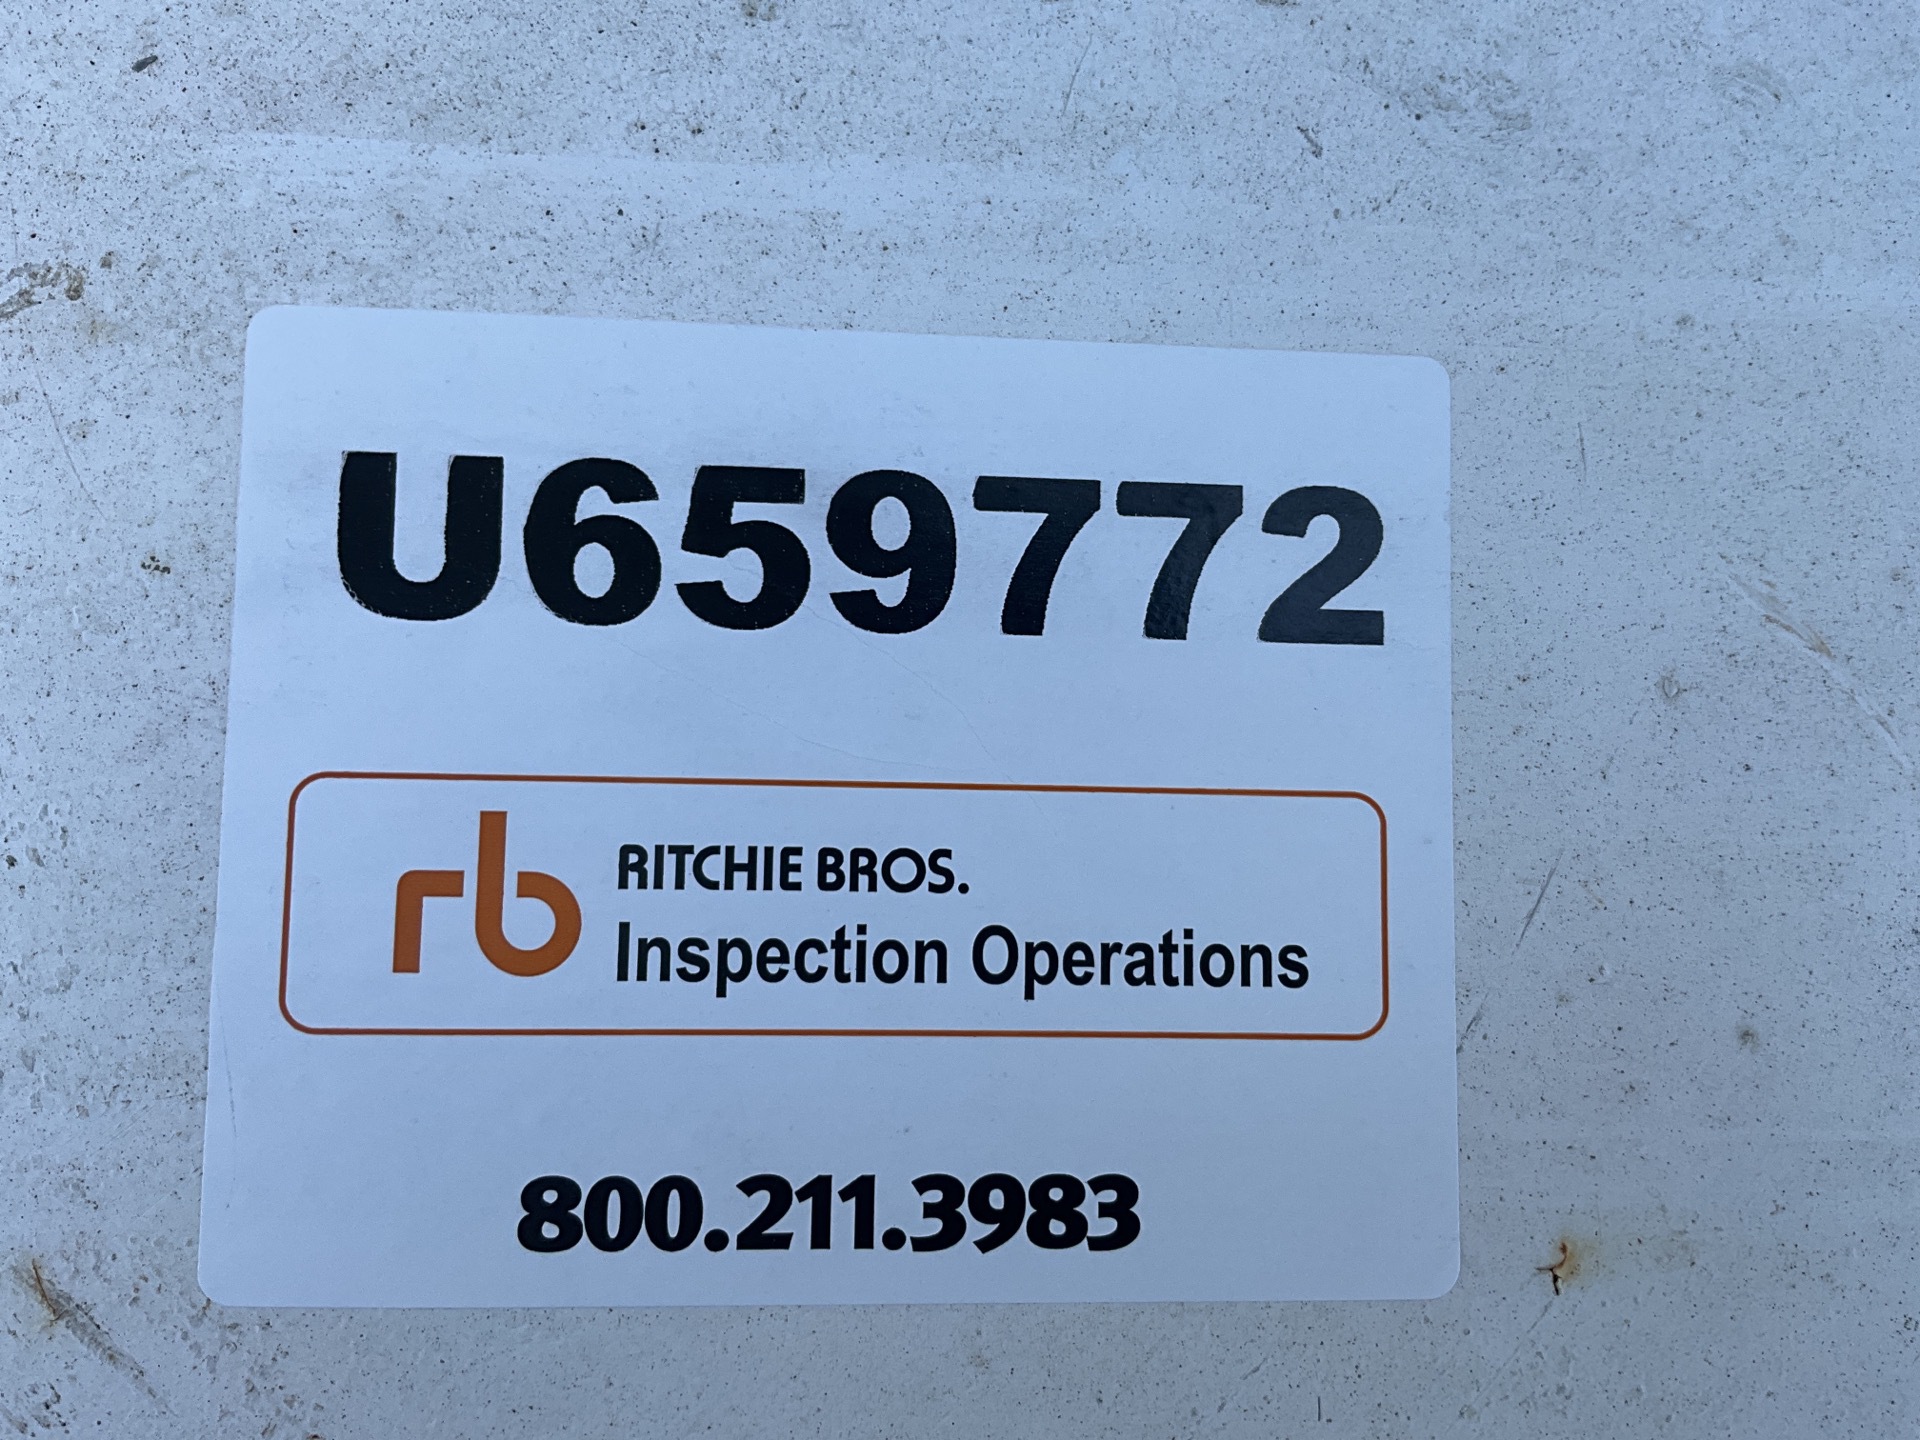 U659772
rb
RITCHIE BROS.
Inspection Operations
800.211.3983